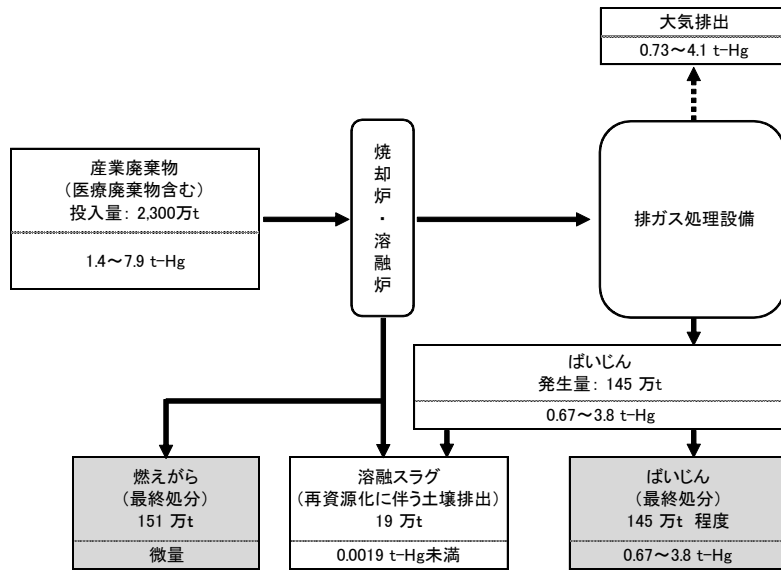 大気排出
0.73～4.1 t-Hg
産業廃棄物
（医療廃棄物含む）
投入量： 2,300万t
1.4～7.9 t-Hg
焼却炉・溶融炉
排ガス処理設備
ばいじん
発生量： 145 万t
0.67～3.8 t-Hg
燃えがら
（最終処分）
151 万t
微量
溶融スラグ
（再資源化に伴う土壌排出）
19 万t
0.0019 t-Hg未満
ばいじん
（最終処分）
145万t 程度
0.67～3.8 t-Hg